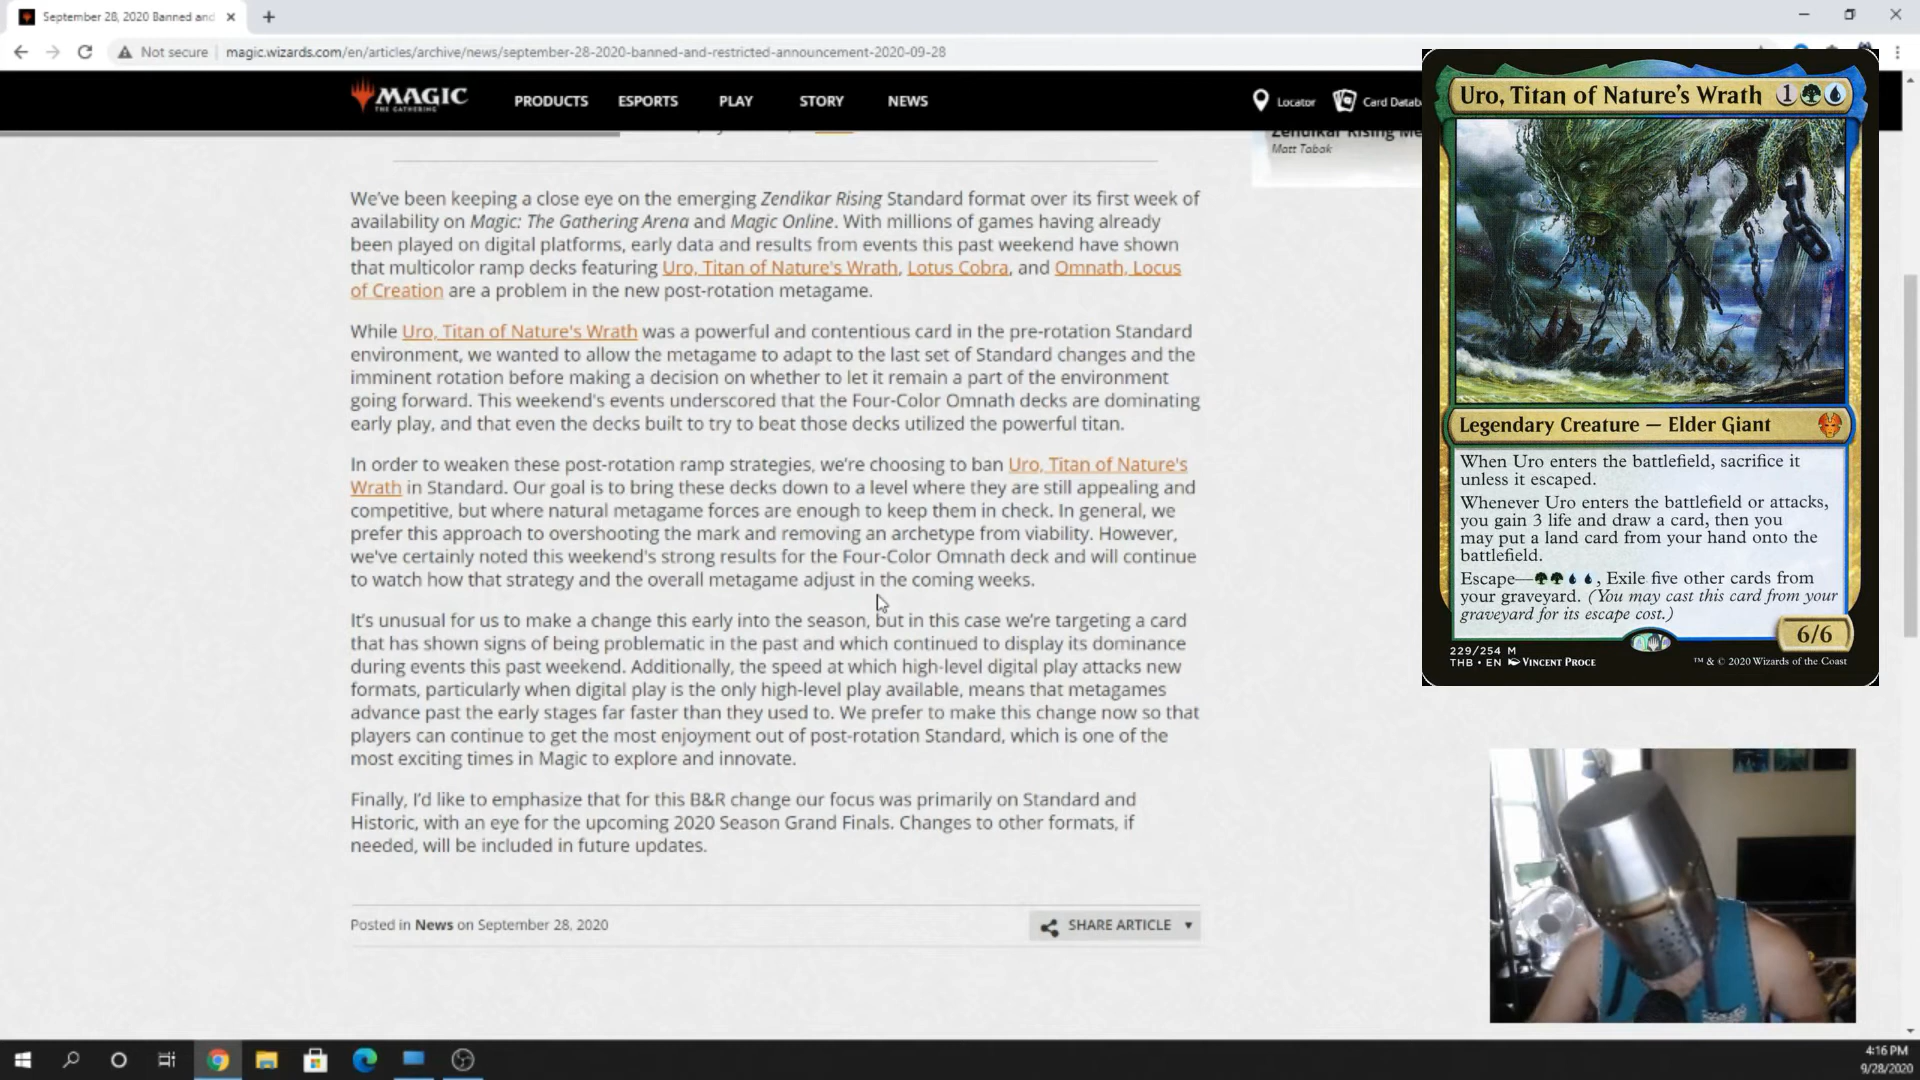 September 28, 2020 Banned and
Not secure
magic.wizards.com/en/articles/archive/news/september-28-2020-banned-and-restricted-announcement-2020-09-28
MAGIC
THE GATHERING
PRODUCTS
ESPORTS
PLAY
STORY
NEWS
Locator
Card Datab
Zendikar Rising Me
Matt Tabak
We've been keeping a close eye on the emerging Zendikar Rising Standard format over its first week of
availability on Magic: The Gathering Arena and Magic Online. With millions of games having already
been played on digital platforms, early data and results from events this past weekend have shown
that multicolor ramp decks featuring Uro, Titan of Nature's Wrath, Lotus Cobra, and Omnath, Locus
of Creation are a problem in the new post-rotation metagame.
While Uro, Titan of Nature's Wrath was a powerful and contentious card in the pre-rotation Standard
environment, we wanted to allow the metagame to adapt to the last set of Standard changes and the
imminent rotation before making a decision on whether to let it remain a part of the environment
going forward. This weekend's events underscored that the Four-Color Omnath decks are dominating
early play, and that even the decks built to try to beat those decks utilized the powerful titan.
In order to weaken these post-rotation ramp strategies, we're choosing to ban Uro, Titan of Nature's
Wrath in Standard. Our goal is to bring these decks down to a level where they are still appealing and
competitive, but where natural metagame forces are enough to keep them in check. In general, we
prefer this approach to overshooting the mark and removing an archetype from viability. However,
we've certainly noted this weekend's strong results for the Four-Color Omnath deck and will continue
to watch how that strategy and the overall metagame adjust in the coming weeks.
It's unusual for us to make a change this early into the season, but in this case we're targeting a card
that has shown signs of being problematic in the past and which continued to display its dominance
during events this past weekend. Additionally, the speed at which high-level digital play attacks new
formats, particularly when digital play is the only high-level play available, means that metagames
advance past the early stages far faster than they used to. We prefer to make this change now so that
players can continue to get the most enjoyment out of post-rotation Standard, which is one of the
most exciting times in Magic to explore and innovate.
Finally, I'd like to emphasize that for this B&R change our focus was primarily on Standard and
Historic, with an eye for the upcoming 2020 Season Grand Finals. Changes to other formats, if
needed, will be included in future updates.
Posted in News on September 28, 2020
SHARE ARTICLE
Uro, Titan of Nature's Wrath 1
Legendary Creature — Elder Giant
When Uro enters the battlefield, sacrifice it
unless it escaped.
Whenever Uro enters the battlefield or attacks,
you gain 3 life and draw a card, then you
may put a land card from your hand onto the
battlefield.
Escape—, Exile five other cards from
your graveyard. (You may cast this card from your
graveyard for its escape cost.)
6/6
229/254 M
THB • EN VINCENT PROCE
™ & © 2020 Wizards of the Coast
4:16 PM
9/28/2020